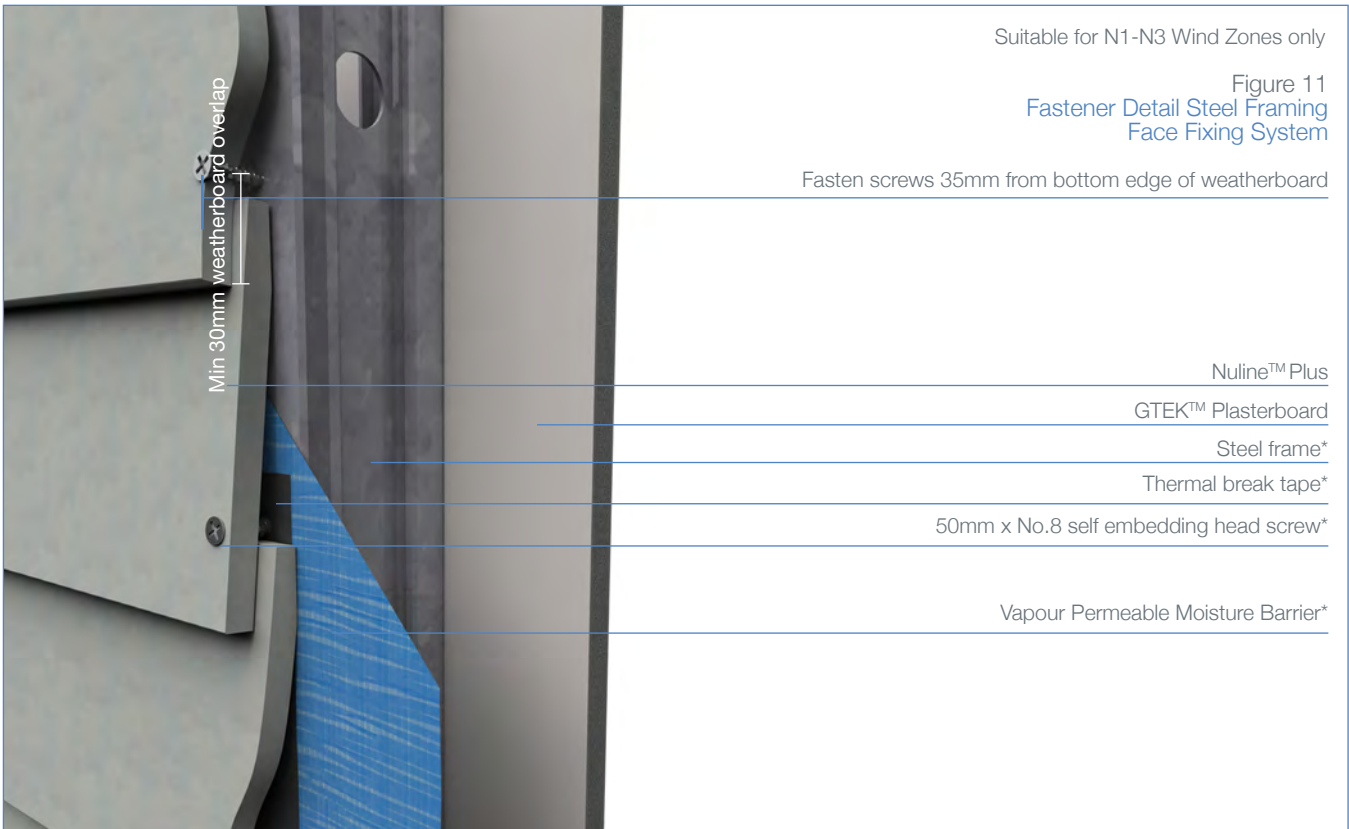 Suitable for N1-N3 Wind Zones only
Figure 11
Fastener Detail Steel Framing
Face Fixing System
Fasten screws 35mm from bottom edge of weatherboard
Min 30mm weatherboard overlap
Nuline™ Plus
GTEK™ Plasterboard
Steel frame*
Thermal break tape*
50mm x No.8 self embedding head screw*
Vapour Permeable Moisture Barrier*